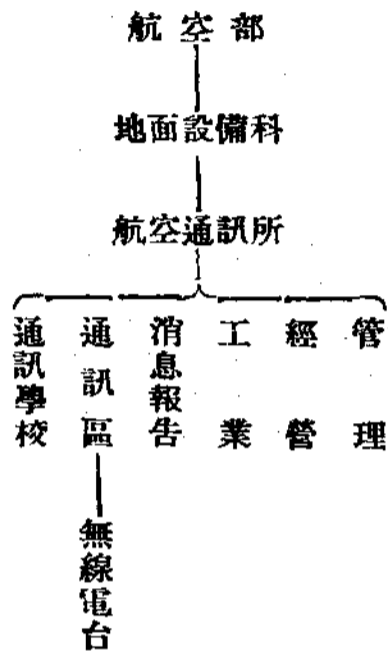 航空部
地面設備科
航空通訊所
管理
經營
工業
消息報告
通訊區
通訊學校
無線電台